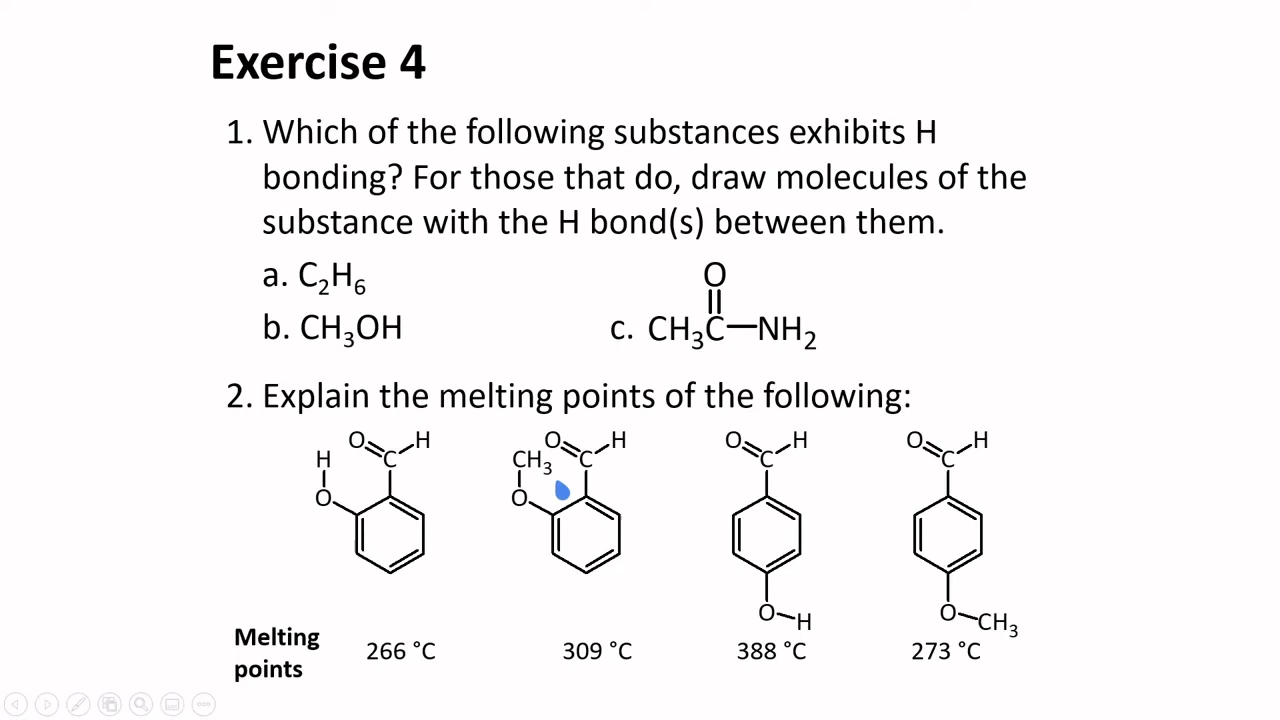 Exercise 4
1. Which of the following substances exhibits H
bonding? For those that do, draw molecules of the
substance with the H bond(s) between them.
a. C₂H₆
O
b. CH₃OH
c. CH₃C—NH₂
2. Explain the melting points of the following:
O H O H O H O H
H C CH₃ C C C
O O
O H O CH₃
Melting
points
266 °C 309 °C 388 °C 273 °C